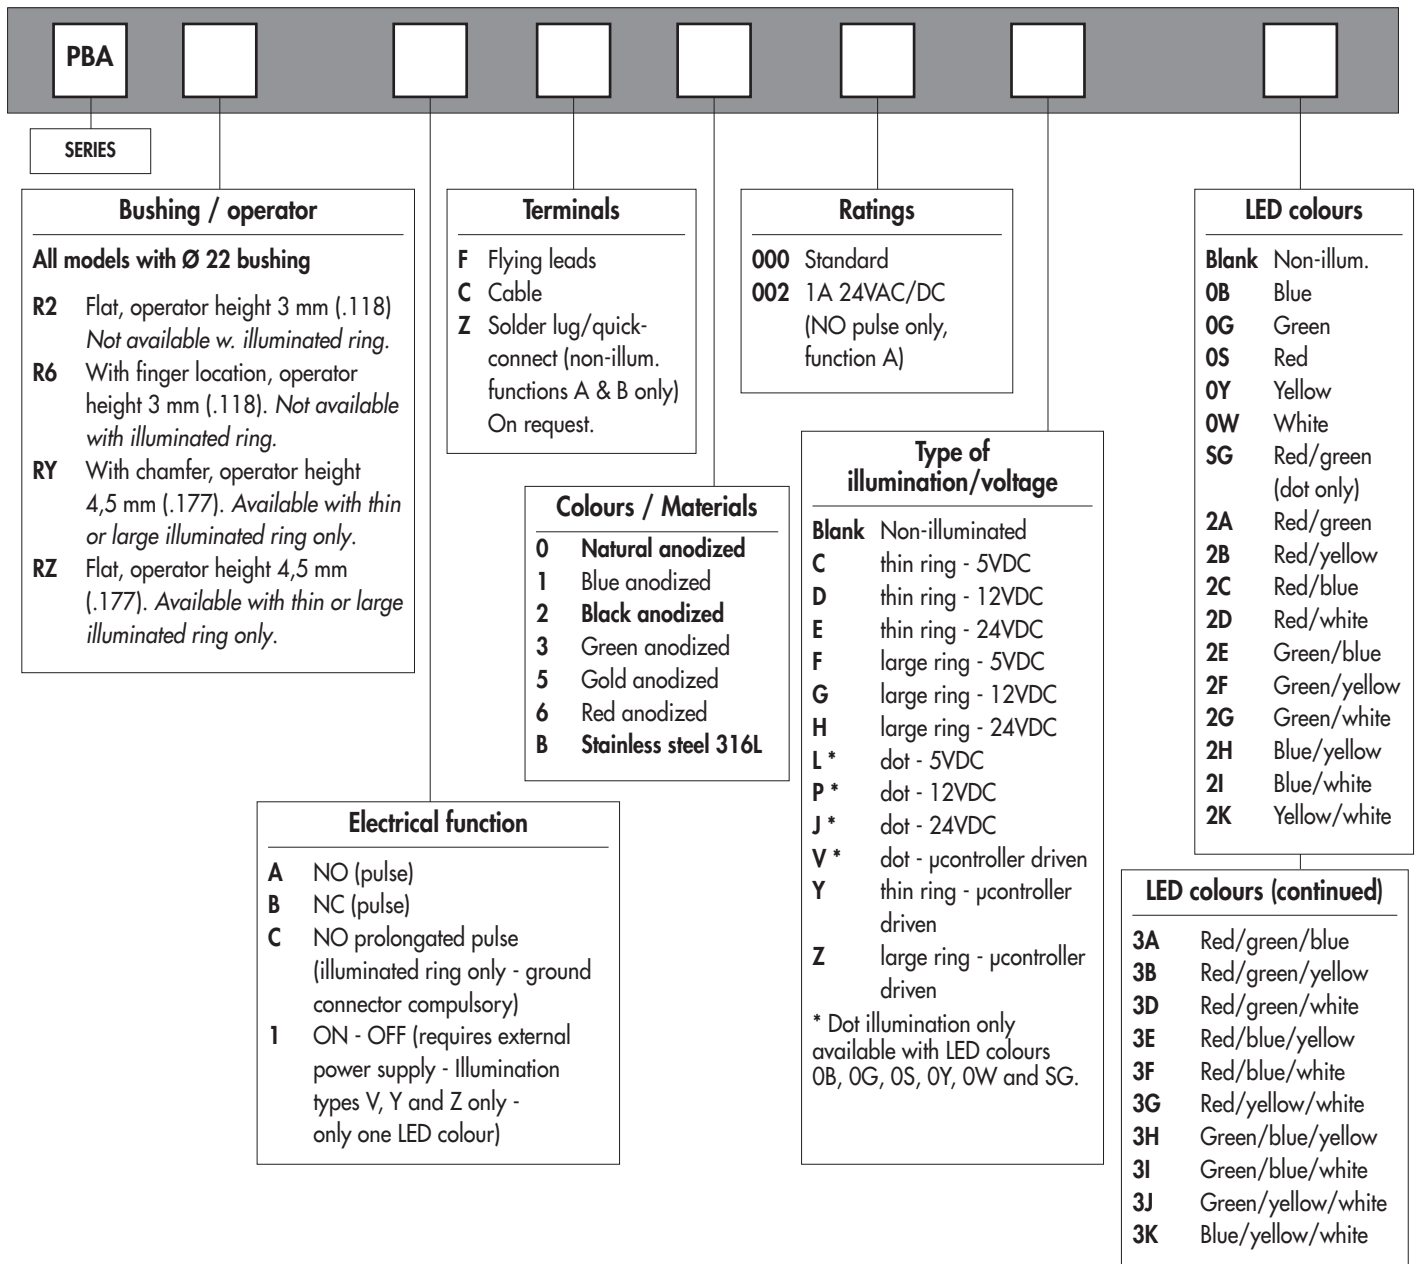 PBA
SERIES
Bushing / operator
All models with Ø 22 bushing
R2 Flat, operator height 3 mm (.118)
Not available w. illuminated ring.
R6 With finger location, operator
height 3 mm (.118). Not available
with illuminated ring.
RY With chamfer, operator height
4,5 mm (.177). Available with thin
or large illuminated ring only.
RZ Flat, operator height 4,5 mm
(.177). Available with thin or large
illuminated ring only.
Electrical function
A NO (pulse)
B NC (pulse)
C NO prolongated pulse
(illuminated ring only - ground
connector compulsory)
1 ON - OFF (requires external
power supply - Illumination
types V, Y and Z only -
only one LED colour)
Terminals
F Flying leads
C Cable
Z Solder lug/quick-
connect (non-illum.
functions A & B only)
On request.
Colours / Materials
0 Natural anodized
1 Blue anodized
2 Black anodized
3 Green anodized
5 Gold anodized
6 Red anodized
B Stainless steel 316L
Ratings
000 Standard
002 1A 24VAC/DC
(NO pulse only,
function A)
Type of
illumination/voltage
Blank Non-illuminated
C thin ring - 5VDC
D thin ring - 12VDC
E thin ring - 24VDC
F large ring - 5VDC
G large ring - 12VDC
H large ring - 24VDC
L * dot - 5VDC
P * dot - 12VDC
J * dot - 24VDC
V * dot - µcontroller driven
Y thin ring - µcontroller
driven
Z large ring - µcontroller
driven
* Dot illumination only
available with LED colours
0B, 0G, 0S, 0Y, 0W and SG.
LED colours
Blank Non-illum.
0B Blue
0G Green
0S Red
0Y Yellow
0W White
SG Red/green
(dot only)
2A Red/green
2B Red/yellow
2C Red/blue
2D Red/white
2E Green/blue
2F Green/yellow
2G Green/white
2H Blue/yellow
2I Blue/white
2K Yellow/white
LED colours (continued)
3A Red/green/blue
3B Red/green/yellow
3D Red/green/white
3E Red/blue/yellow
3F Red/blue/white
3G Red/yellow/white
3H Green/blue/yellow
3I Green/blue/white
3J Green/yellow/white
3K Blue/yellow/white